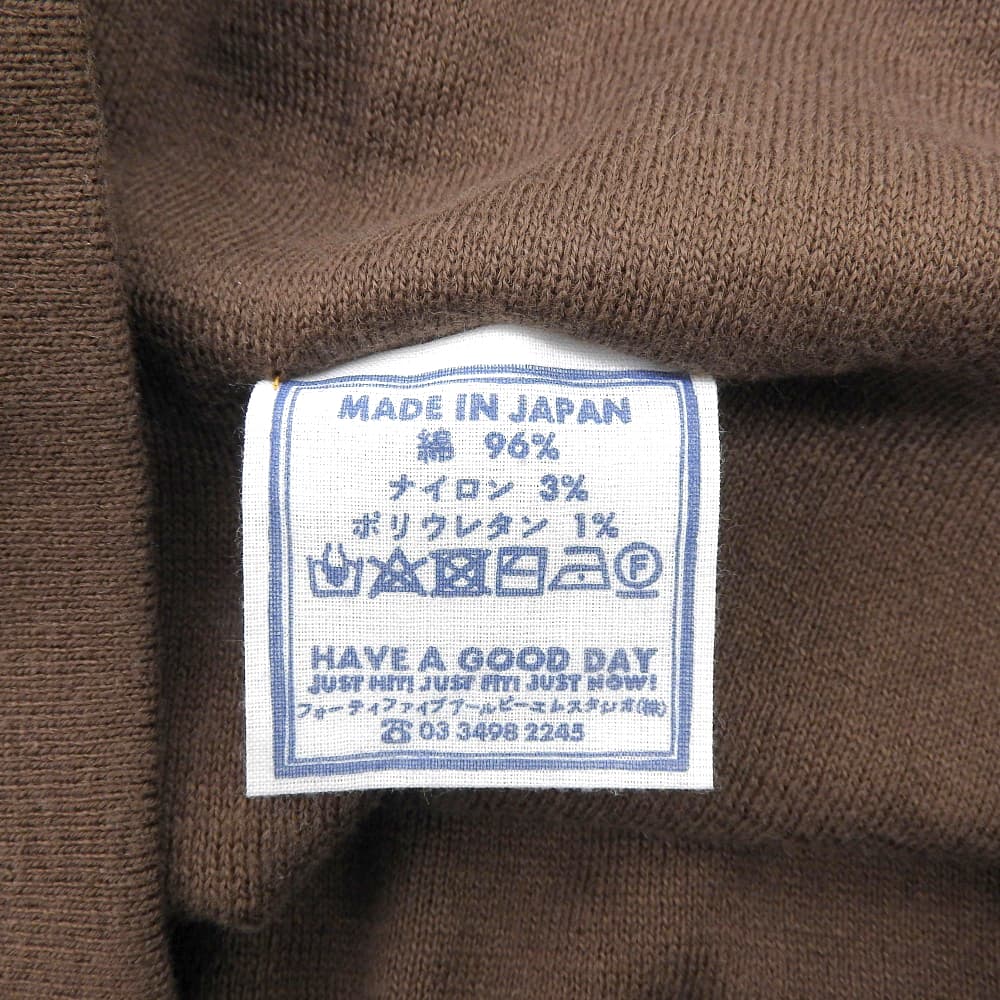 MADE IN JAPAN
綿 96%
ナイロン 3%
ポリウレタン 1%
F
HAVE A GOOD DAY
JUST HIT! JUST FIT! JUST NOW!
フォーティファイブアールピーエムスタジオ(株)
☎ 03 3498 2245